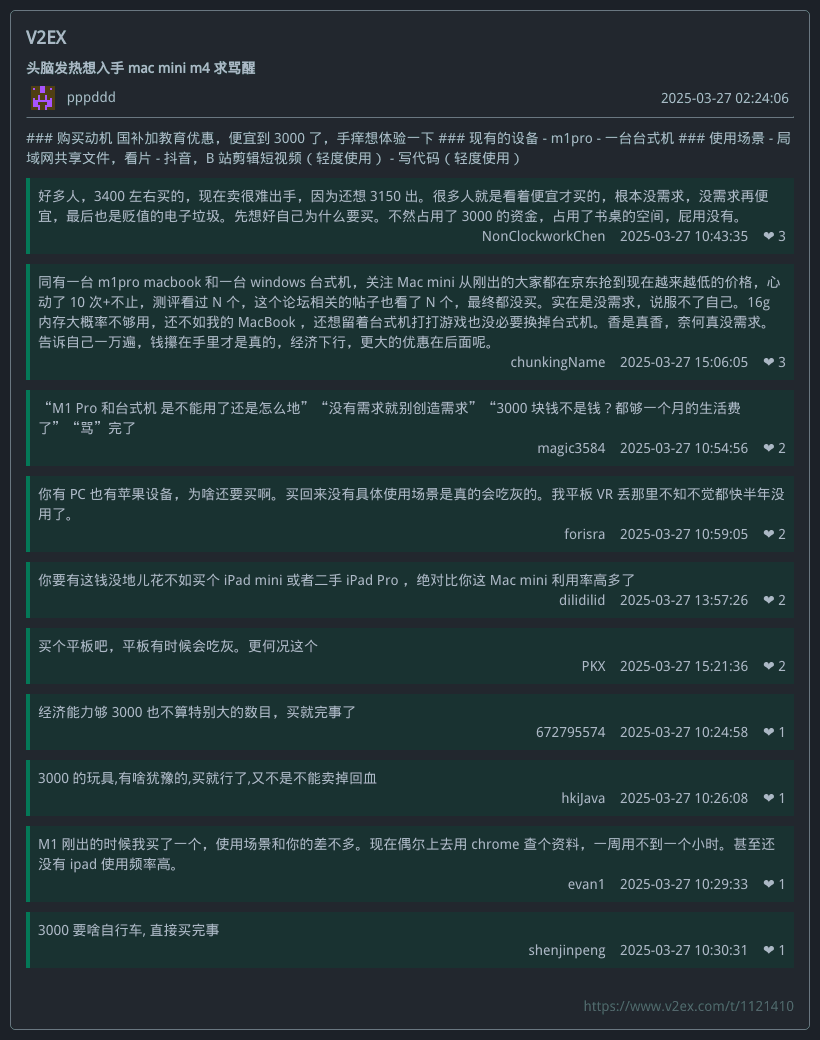 V2EX
头脑发热想入手 mac mini m4 求骂醒
pppddd 2025-03-27 02:24:06
### 购买动机 国补加教育优惠，便宜到 3000 了，手痒想体验一下 ### 现有的设备 - m1pro - 一台台式机 ### 使用场景 - 局
域网共享文件，看片 - 抖音，B 站剪辑短视频（ 轻度使用 ） - 写代码（ 轻度使用 ）
好多人，3400 左右买的，现在卖很难出手，因为还想 3150 出。很多人就是看着便宜才买的，根本没需求，没需求再便
宜，最后也是贬值的电子垃圾。先想好自己为什么要买。不然占用了 3000 的资金，占用了书桌的空间，屁用没有。
NonClockworkChen 2025-03-27 10:43:35 ❤ 3
同有一台 m1pro macbook 和一台 windows 台式机，关注 Mac mini 从刚出的大家都在京东抢到现在越来越低的价格，心
动了 10 次+不止，测评看过 N 个，这个论坛相关的帖子也看了 N 个，最终都没买。实在是没需求，说服不了自己。16g
内存大概率不够用，还不如我的 MacBook ，还想留着台式机打打游戏也没必要换掉台式机。香是真香，奈何真没需求。
告诉自己一万遍，钱攥在手里才是真的，经济下行，更大的优惠在后面呢。
chunkingName 2025-03-27 15:06:05 ❤ 3
“M1 Pro 和台式机 是不能用了还是怎么地”“没有需求就别创造需求”“3000 块钱不是钱？都够一个月的生活费
了”“骂”完了
magic3584 2025-03-27 10:54:56 ❤ 2
你有 PC 也有苹果设备，为啥还要买啊。买回来没有具体使用场景是真的会吃灰的。我平板 VR 丢那里不知不觉都快半年没
用了。
forisra 2025-03-27 10:59:05 ❤ 2
你要有这钱没地儿花不如买个 iPad mini 或者二手 iPad Pro ，绝对比你这 Mac mini 利用率高多了
dilidilid 2025-03-27 13:57:26 ❤ 2
买个平板吧，平板有时候会吃灰。更何况这个
PKX 2025-03-27 15:21:36 ❤ 2
经济能力够 3000 也不算特别大的数目，买就完事了
672795574 2025-03-27 10:24:58 ❤ 1
3000 的玩具,有啥犹豫的,买就行了,又不是不能卖掉回血
hkiJava 2025-03-27 10:26:08 ❤ 1
M1 刚出的时候我买了一个，使用场景和你的差不多。现在偶尔上去用 chrome 查个资料，一周用不到一个小时。甚至还
没有 ipad 使用频率高。
evan1 2025-03-27 10:29:33 ❤ 1
3000 要啥自行车, 直接买完事
shenjinpeng 2025-03-27 10:30:31 ❤ 1
https://www.v2ex.com/t/1121410